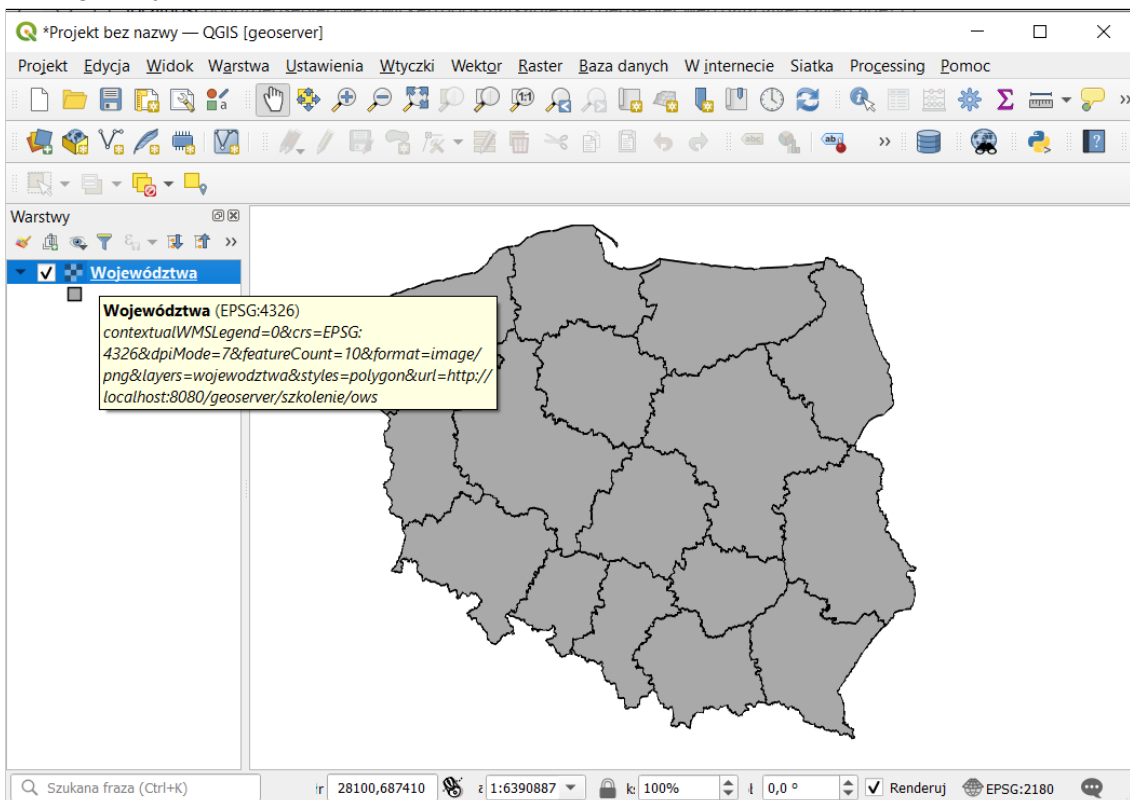 *Projekt bez nazwy — QGIS [geoserver]
Projekt Edycja Widok Warstwa Ustawienia Wtyczki Wektor Raster Baza danych W internecie Siatka Processing Pomoc
Warstwy
Województwa
Województwa (EPSG:4326)
contextualWMSLegend=0&crs=EPSG:
4326&dpiMode=7&featureCount=10&format=image/
png&layers=wojewodztwa&styles=polygon&url=http://
localhost:8080/geoserver/szkolenie/ows
Szukana fraza (Ctrl+K) 28100,687410 1:6390887 k: 100% 0,0 ° Renderuj EPSG:2180